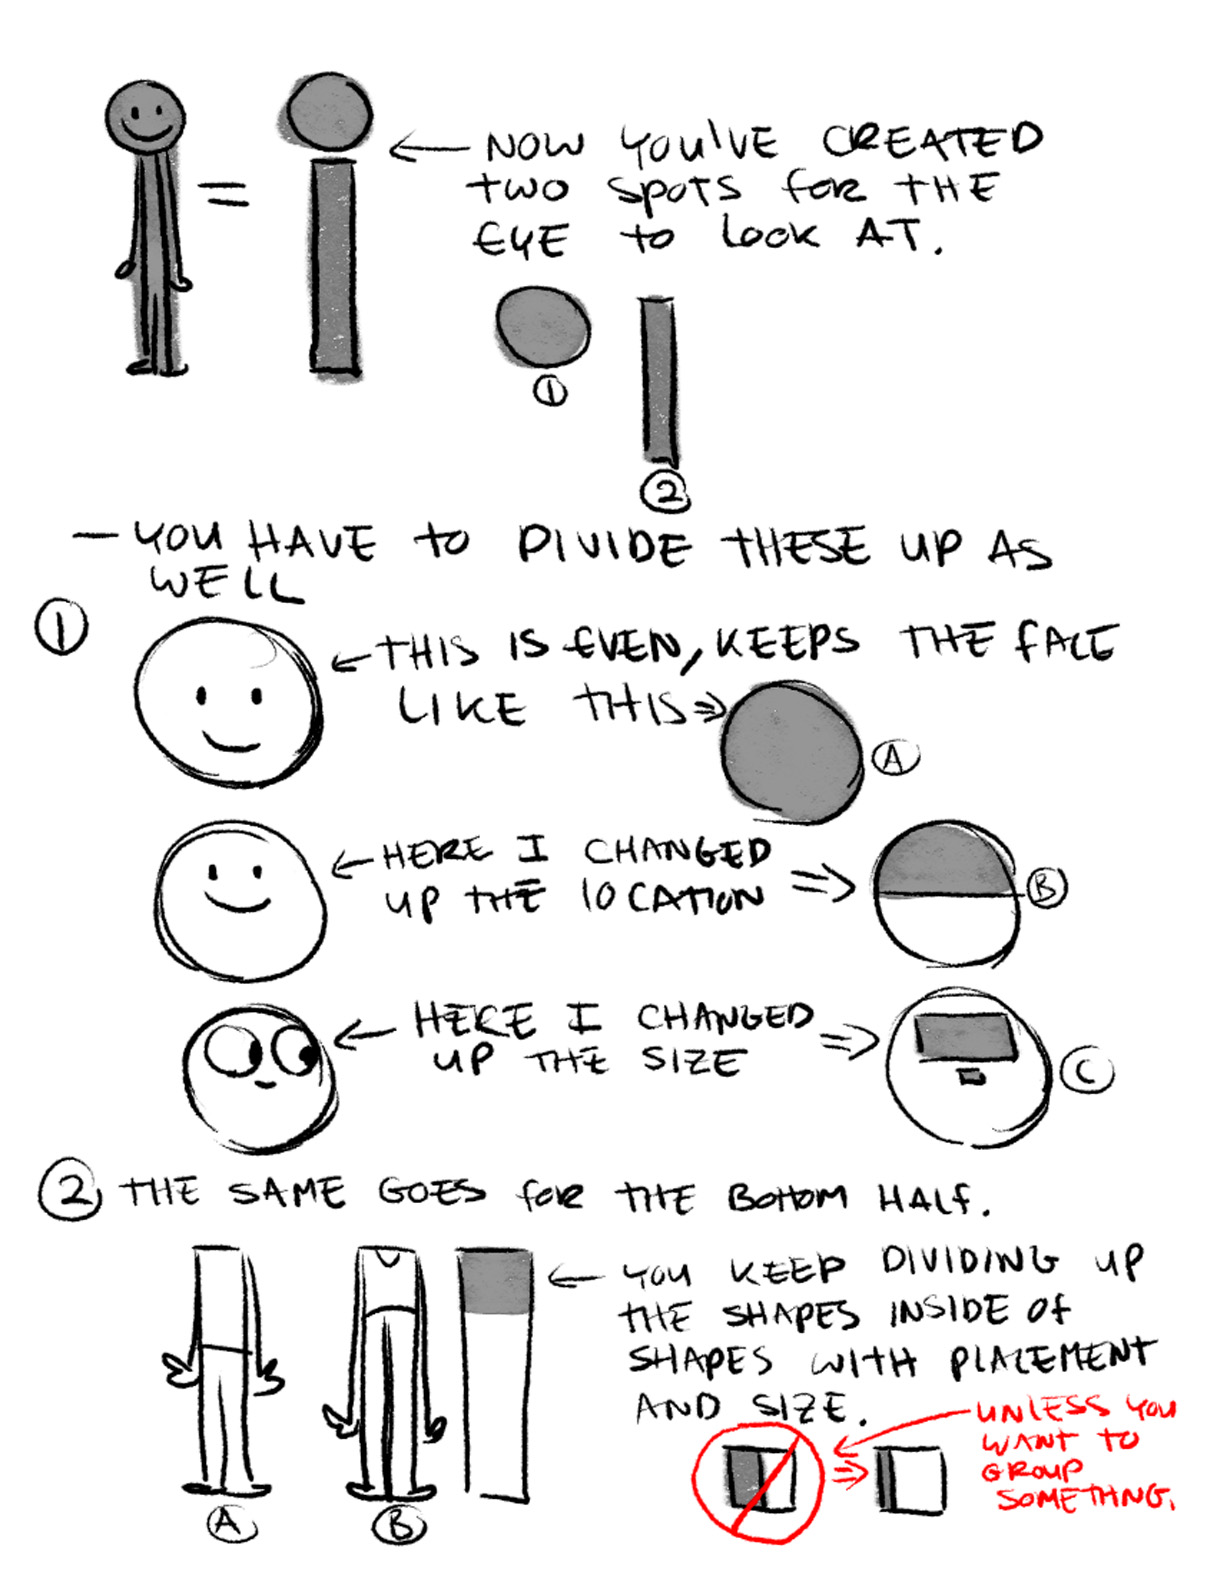 NOW YOU'VE CREATED
TWO SPOTS FOR THE
EYE TO LOOK AT.
①
②
— YOU HAVE TO DIVIDE THESE UP AS
WELL
①
THIS IS EVEN, KEEPS THE FACE
LIKE THIS
A
HERE I CHANGED
UP THE LOCATION
B
HERE I CHANGED
UP THE SIZE
C
② THE SAME GOES FOR THE BOTTOM HALF.
YOU KEEP DIVIDING UP
THE SHAPES INSIDE OF
SHAPES WITH PLACEMENT
AND SIZE.
UNLESS YOU
WANT TO
GROUP
SOMETHNG.
A
B